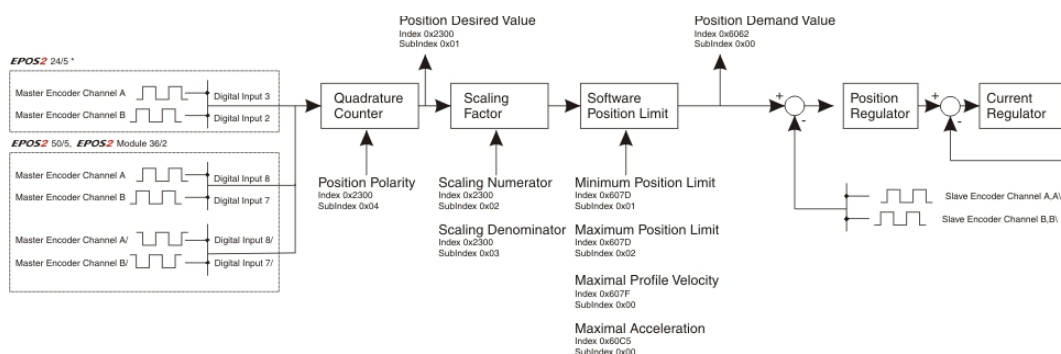 Position Desired Value
Index 0x2300
SubIndex 0x01
Position Demand Value
Index 0x6062
SubIndex 0x00
EPOS2 24/5 *
Master Encoder Channel A
Digital Input 3
Master Encoder Channel B
Digital Input 2
Quadrature
Counter
Scaling
Factor
Software
Position Limit
+
-
Position
Regulator
+
-
Current
Regulator
EPOS2 50/5, EPOS2 Module 36/2
Master Encoder Channel A
Digital Input 8
Master Encoder Channel B
Digital Input 7
Master Encoder Channel A/
Digital Input 8/
Master Encoder Channel B/
Digital Input 7/
Position Polarity
Index 0x2300
SubIndex 0x04
Scaling Numerator
Index 0x2300
SubIndex 0x02
Scaling Denominator
Index 0x2300
SubIndex 0x03
Minimum Position Limit
Index 0x607D
SubIndex 0x01
Maximum Position Limit
Index 0x607D
SubIndex 0x02
Maximal Profile Velocity
Index 0x607F
SubIndex 0x00
Maximal Acceleration
Index 0x60C5
SubIndex 0x00
Slave Encoder Channel A,A\
Slave Encoder Channel B,B\